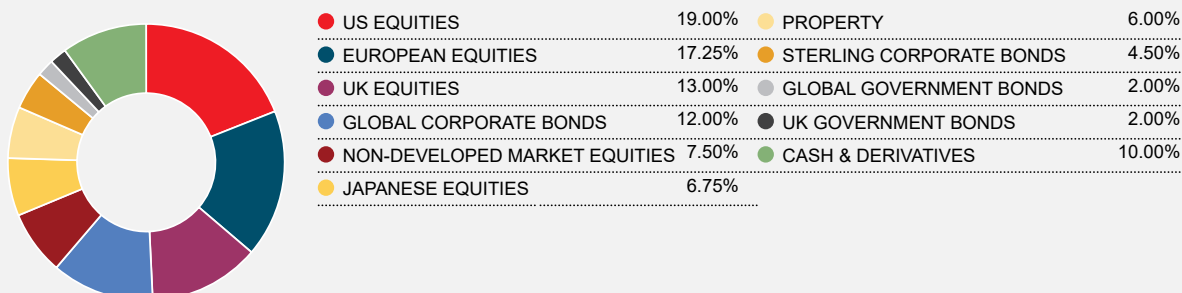 US EQUITIES 19.00%
EUROPEAN EQUITIES 17.25%
UK EQUITIES 13.00%
GLOBAL CORPORATE BONDS 12.00%
NON-DEVELOPED MARKET EQUITIES 7.50%
JAPANESE EQUITIES 6.75%
PROPERTY 6.00%
STERLING CORPORATE BONDS 4.50%
GLOBAL GOVERNMENT BONDS 2.00%
UK GOVERNMENT BONDS 2.00%
CASH & DERIVATIVES 10.00%